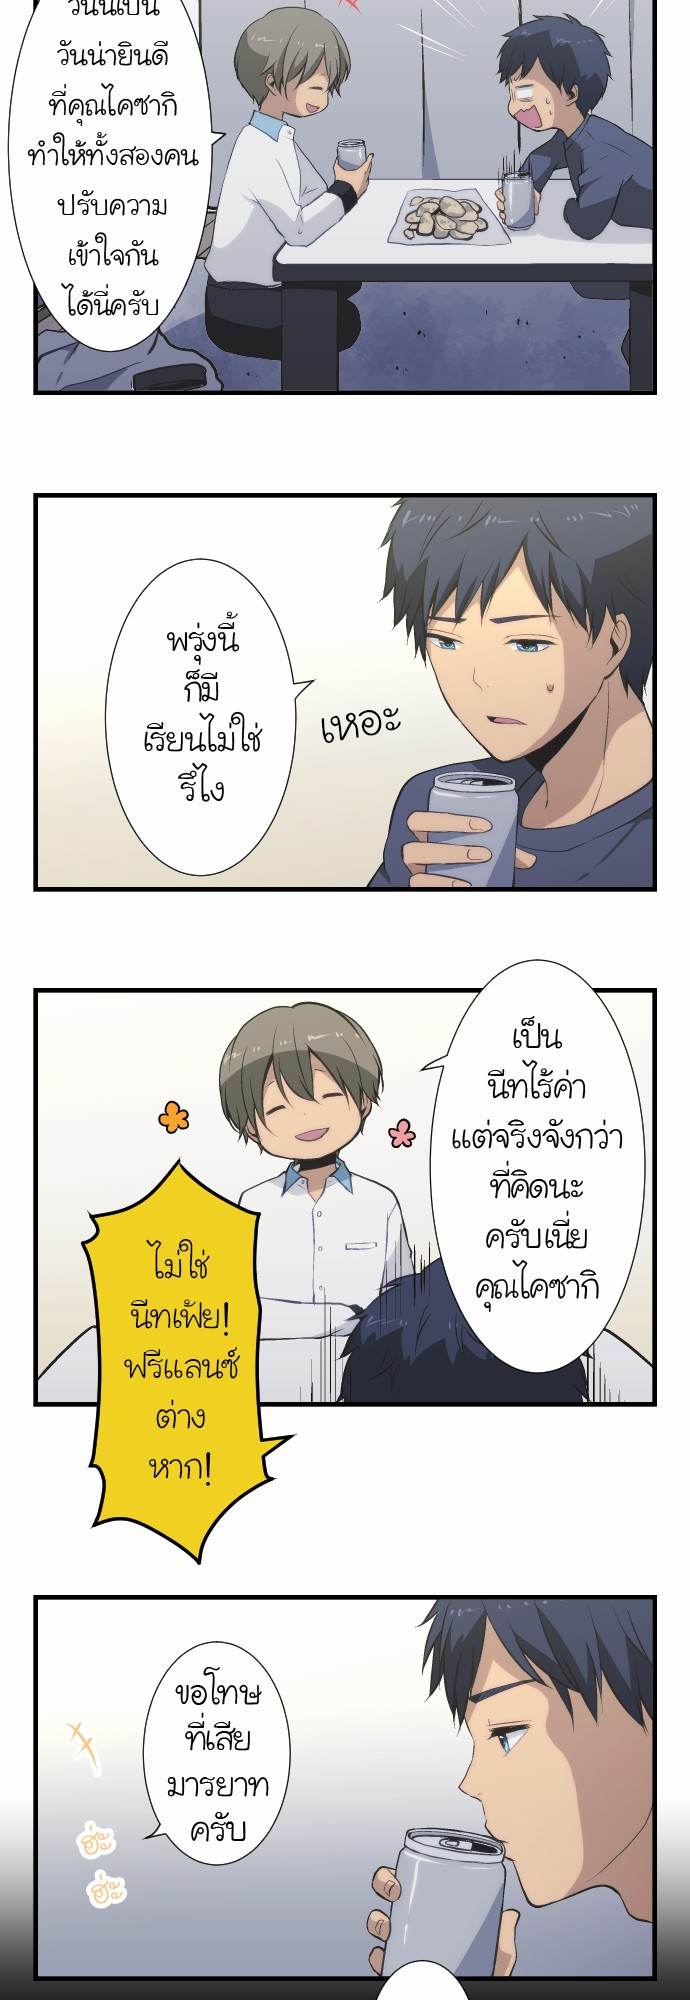 วันนี้เป็น
วันน่ายินดี
ที่คุณไคซากิ
ทำให้ทั้งสองคน
ปรับความ
เข้าใจกัน
ได้นี่ครับ
พรุ่งนี้
ก็มี
เรียนไม่ใช่
รึไง
เหอะ
เป็น
นีทไร้ค่า
แต่จริงจังกว่า
ที่คิดนะ
ครับเนี่ย
คุณไคซากิ
ไม่ใช่
นีทเฟ้ย!
ฟรีแลนซ์
ต่าง
หาก!
ขอโทษ
ที่เสีย
มารยาท
ครับ
ฮ่ะ
ฮ่ะ